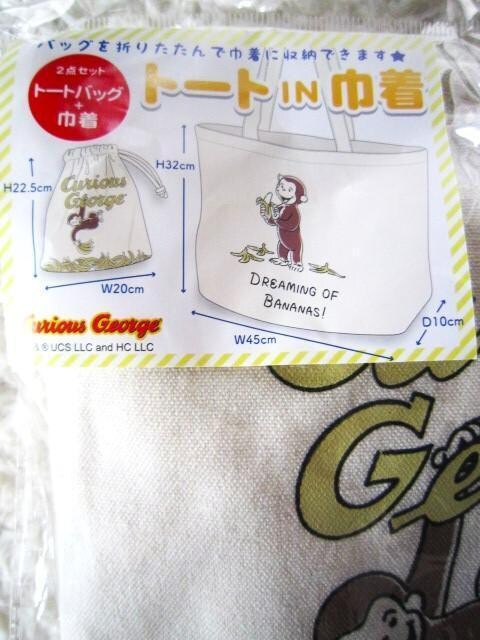 バッグを折りたたんで巾着に収納できます★
2点セット
トートバッグ
+
巾着
トート IN 巾着
H22.5cm
Curious
George
W20cm
H32cm
DREAMING OF
BANANAS!
W45cm
D10cm
Curious George
® UCS LLC and HC LLC
Ge